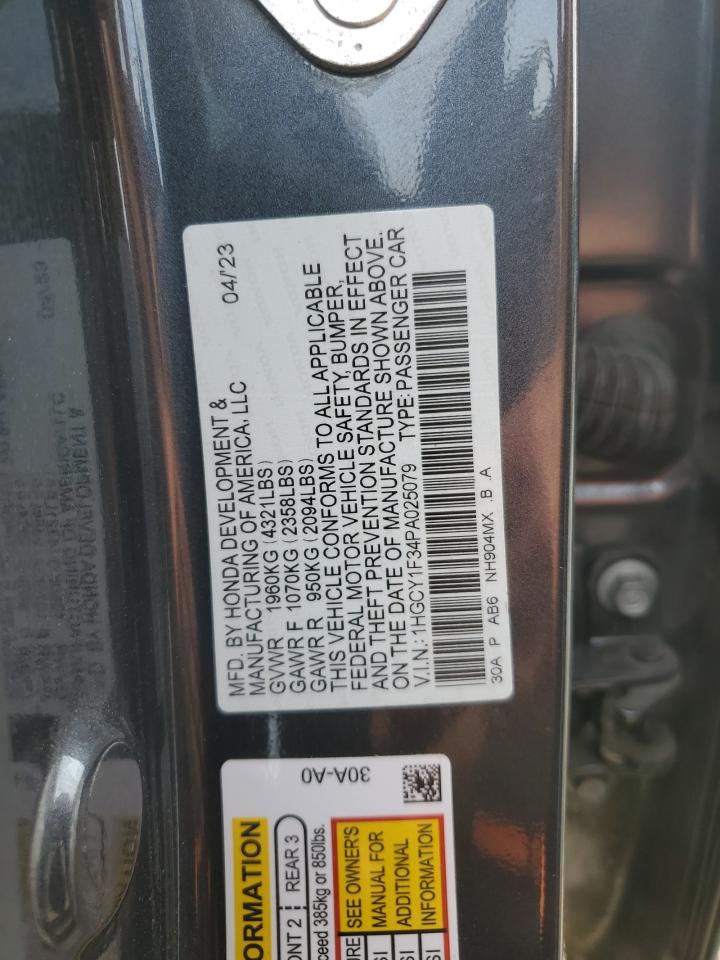 04/'23
MFD. BY HONDA DEVELOPMENT &
MANUFACTURING OF AMERICA, LLC
GVWR 1960KG (4321LBS)
GAWR F 1070KG (2358LBS)
GAWR R 950KG (2094LBS)
THIS VEHICLE CONFORMS TO ALL APPLICABLE
FEDERAL MOTOR VEHICLE SAFETY, BUMPER,
AND THEFT PREVENTION STANDARDS IN EFFECT
ON THE DATE OF MANUFACTURE SHOWN ABOVE.
V.I.N.: 1HGCY1F34PA025079 TYPE: PASSENGER CAR
30A P AB6 NH904MX .B .A
30A-A0
ORMATION
ONT 2 REAR 3
ceed 385kg or 850lbs.
URE SEE OWNER'S
MANUAL FOR
ADDITIONAL
INFORMATION